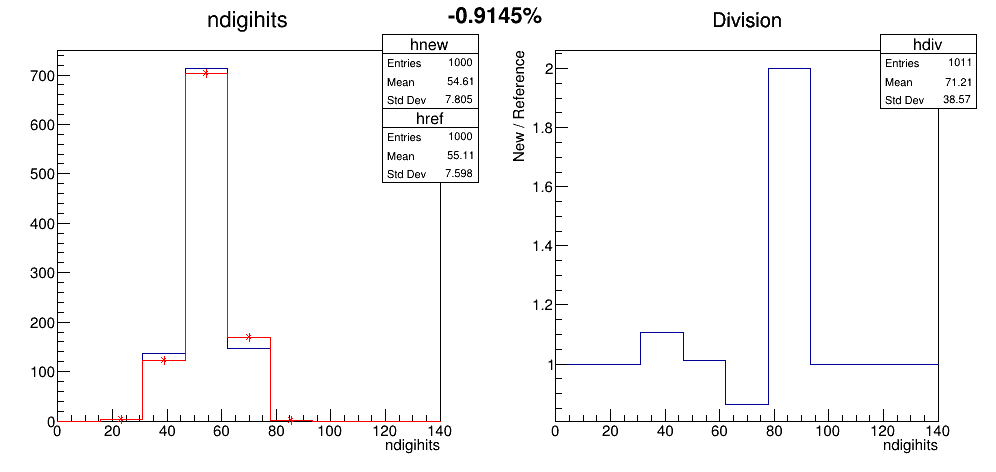 -0.9145%
ndigihits
hnew
Entries 1000
Mean 54.61
Std Dev 7.805
href
Entries 1000
Mean 55.11
Std Dev 7.598
700
600
500
400
300
200
100
0
0 20 40 60 80 100 120 140
ndigihits
Division
hdiv
Entries 1011
Mean 71.21
Std Dev 38.57
New / Reference
2
1.8
1.6
1.4
1.2
1
0 20 40 60 80 100 120 140
ndigihits